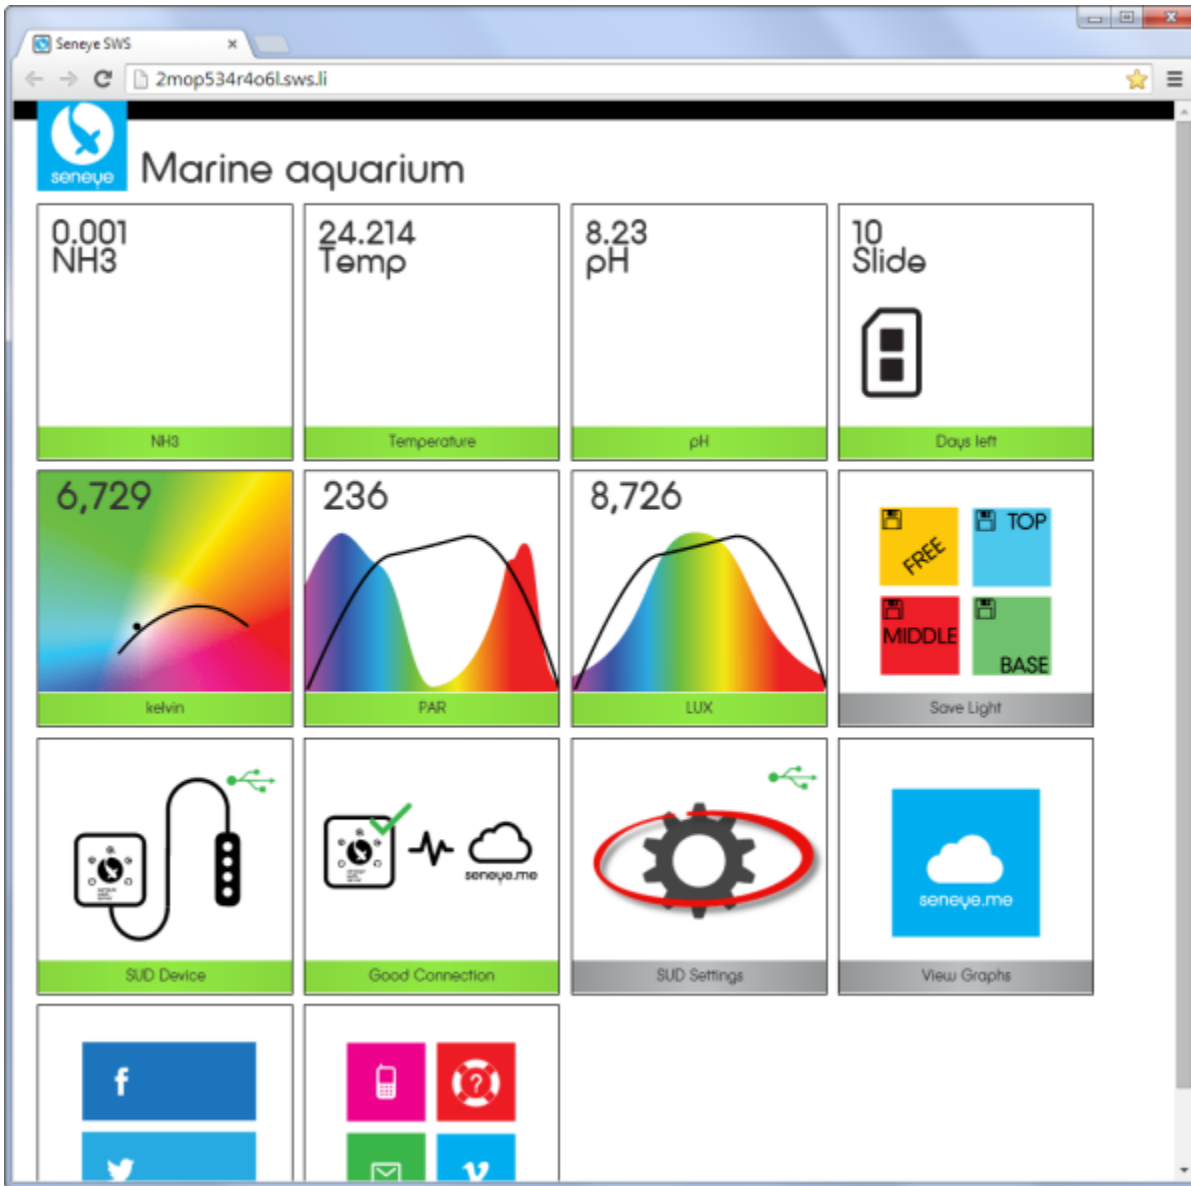 Seneye SWS
2mop534r4o6l.sws.li
seneye
Marine aquarium
0.001
NH3
NH3
24.214
Temp
Temperature
8.23
pH
pH
10
Slide
Days left
6,729
kelvin
236
PAR
8,726
LUX
FREE
TOP
MIDDLE
BASE
Save Light
SUD Device
seneye.me
Good Connection
SUD Settings
seneye.me
View Graphs
f
?